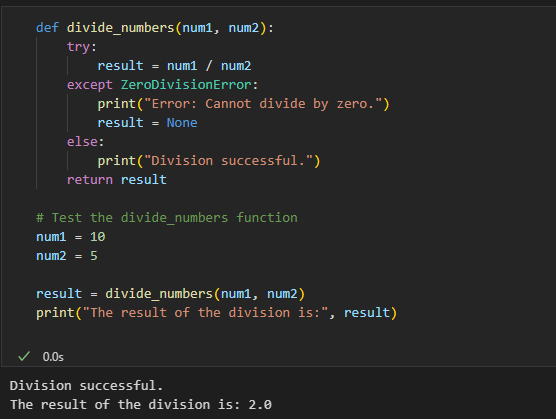 def divide_numbers(num1, num2):
    try:
        result = num1 / num2
    except ZeroDivisionError:
        print("Error: Cannot divide by zero.")
        result = None
    else:
        print("Division successful.")
    return result

# Test the divide_numbers function
num1 = 10
num2 = 5

result = divide_numbers(num1, num2)
print("The result of the division is:", result)
✓ 0.0s
Division successful.
The result of the division is: 2.0